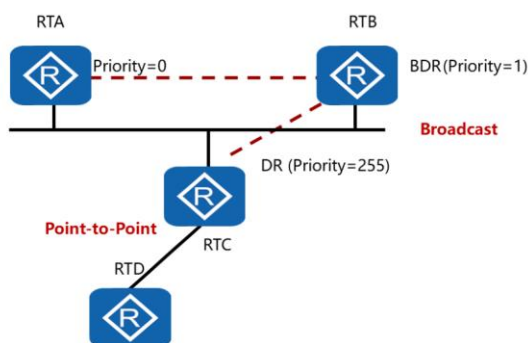 RTA
RTB
R
Priority=0
R
BDR(Priority=1)
Broadcast
DR (Priority=255)
R
Point-to-Point
RTC
RTD
R